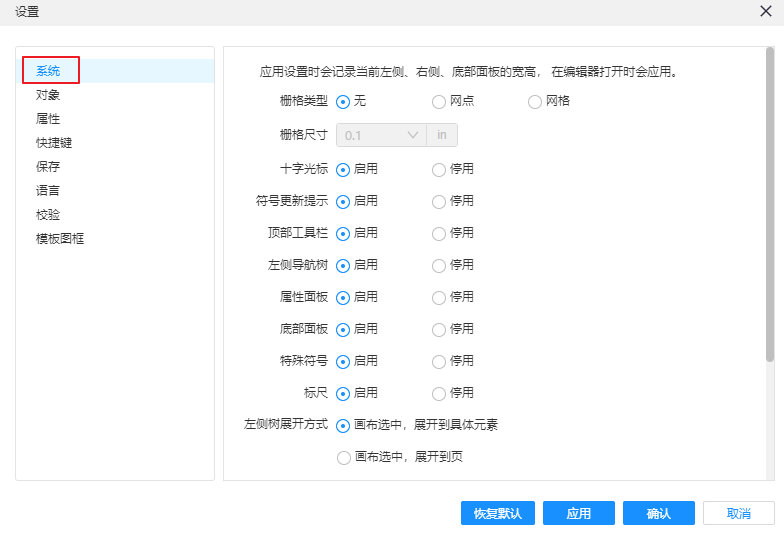 设置
系统
对象
属性
快捷键
保存
语言
校验
模板图框
应用设置时会记录当前左侧、右侧、底部面板的宽高， 在编辑器打开时会应用。
栅格类型 无 网点 网格
栅格尺寸 0.1 in
十字光标 启用 停用
符号更新提示 启用 停用
顶部工具栏 启用 停用
左侧导航树 启用 停用
属性面板 启用 停用
底部面板 启用 停用
特殊符号 启用 停用
标尺 启用 停用
左侧树展开方式 画布选中，展开到具体元素
画布选中，展开到页
恢复默认 应用 确认 取消